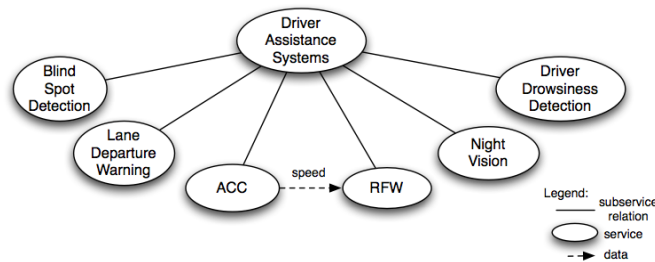 Driver
Assistance
Systems
Blind
Spot
Detection
Driver
Drowsiness
Detection
Lane
Departure
Warning
Night
Vision
speed
ACC
RFW
Legend:
subservice
relation
service
data